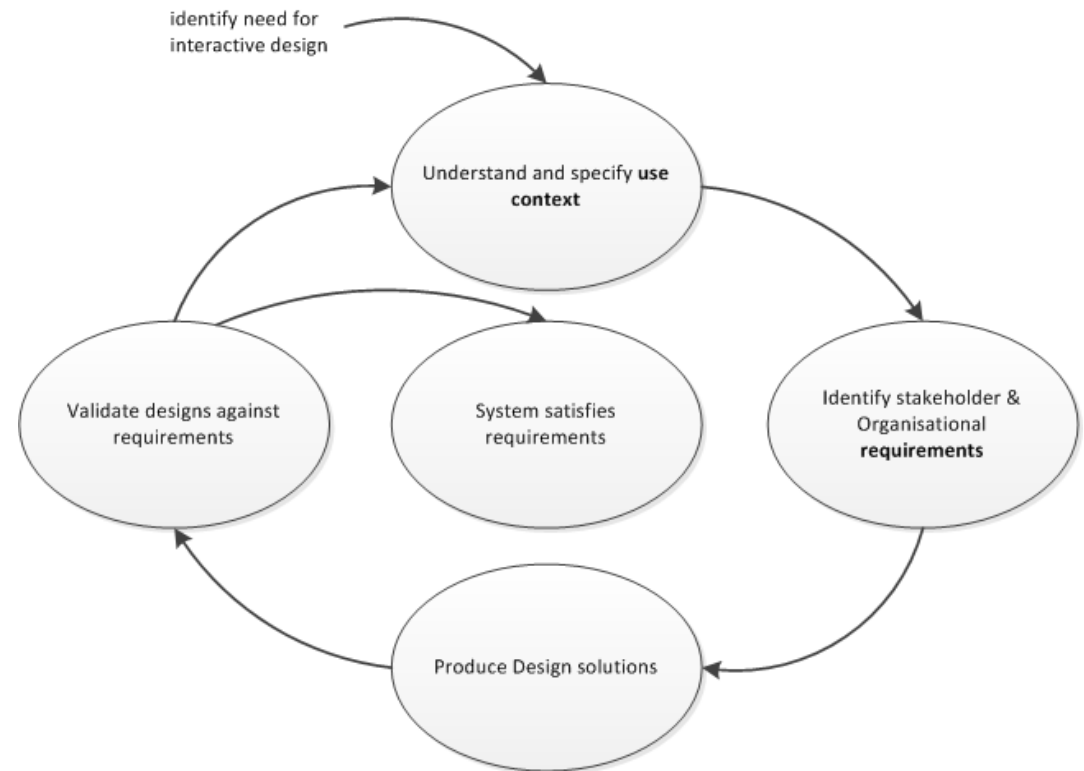 identify need for
interactive design
Understand and specify use
context
Validate designs against
requirements
System satisfies
requirements
Identify stakeholder &
Organisational
requirements
Produce Design solutions